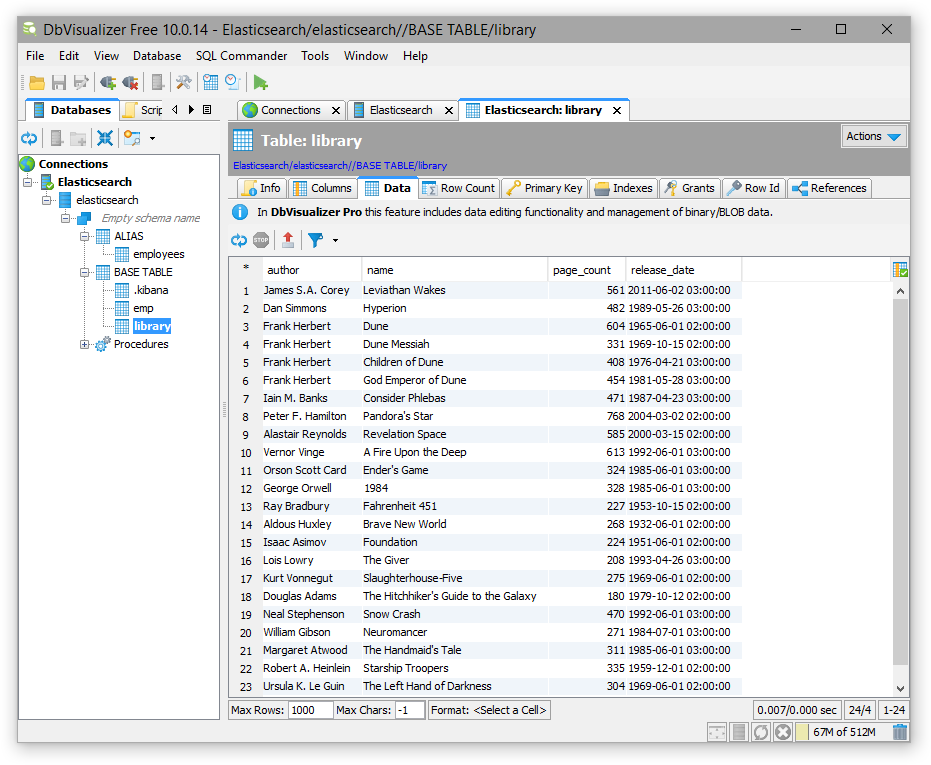 DbVisualizer Free 10.0.14 - Elasticsearch/elasticsearch//BASE TABLE/library
File Edit View Database SQL Commander Tools Window Help
Databases Scrip
Connections Elasticsearch Elasticsearch: library
Connections
Elasticsearch
elasticsearch
Empty schema name
ALIAS
employees
BASE TABLE
.kibana
emp
library
Procedures
Table: library
Actions
Elasticsearch/elasticsearch//BASE TABLE/library
Info Columns Data Row Count Primary Key Indexes Grants Row Id References
In DbVisualizer Pro this feature includes data editing functionality and management of binary/BLOB data.
STOP
* author name page_count release_date
1 James S.A. Corey Leviathan Wakes 561 2011-06-02 03:00:00
2 Dan Simmons Hyperion 482 1989-05-26 03:00:00
3 Frank Herbert Dune 604 1965-06-01 02:00:00
4 Frank Herbert Dune Messiah 331 1969-10-15 02:00:00
5 Frank Herbert Children of Dune 408 1976-04-21 03:00:00
6 Frank Herbert God Emperor of Dune 454 1981-05-28 03:00:00
7 Iain M. Banks Consider Phlebas 471 1987-04-23 03:00:00
8 Peter F. Hamilton Pandora's Star 768 2004-03-02 02:00:00
9 Alastair Reynolds Revelation Space 585 2000-03-15 02:00:00
10 Vernor Vinge A Fire Upon the Deep 613 1992-06-01 03:00:00
11 Orson Scott Card Ender's Game 324 1985-06-01 03:00:00
12 George Orwell 1984 328 1985-06-01 03:00:00
13 Ray Bradbury Fahrenheit 451 227 1953-10-15 02:00:00
14 Aldous Huxley Brave New World 268 1932-06-01 02:00:00
15 Isaac Asimov Foundation 224 1951-06-01 02:00:00
16 Lois Lowry The Giver 208 1993-04-26 03:00:00
17 Kurt Vonnegut Slaughterhouse-Five 275 1969-06-01 02:00:00
18 Douglas Adams The Hitchhiker's Guide to the Galaxy 180 1979-10-12 02:00:00
19 Neal Stephenson Snow Crash 470 1992-06-01 03:00:00
20 William Gibson Neuromancer 271 1984-07-01 03:00:00
21 Margaret Atwood The Handmaid's Tale 311 1985-06-01 03:00:00
22 Robert A. Heinlein Starship Troopers 335 1959-12-01 02:00:00
23 Ursula K. Le Guin The Left Hand of Darkness 304 1969-06-01 02:00:00
Max Rows: 1000 Max Chars: -1 Format: <Select a Cell> 0.007/0.000 sec 24/4 1-24
67M of 512M